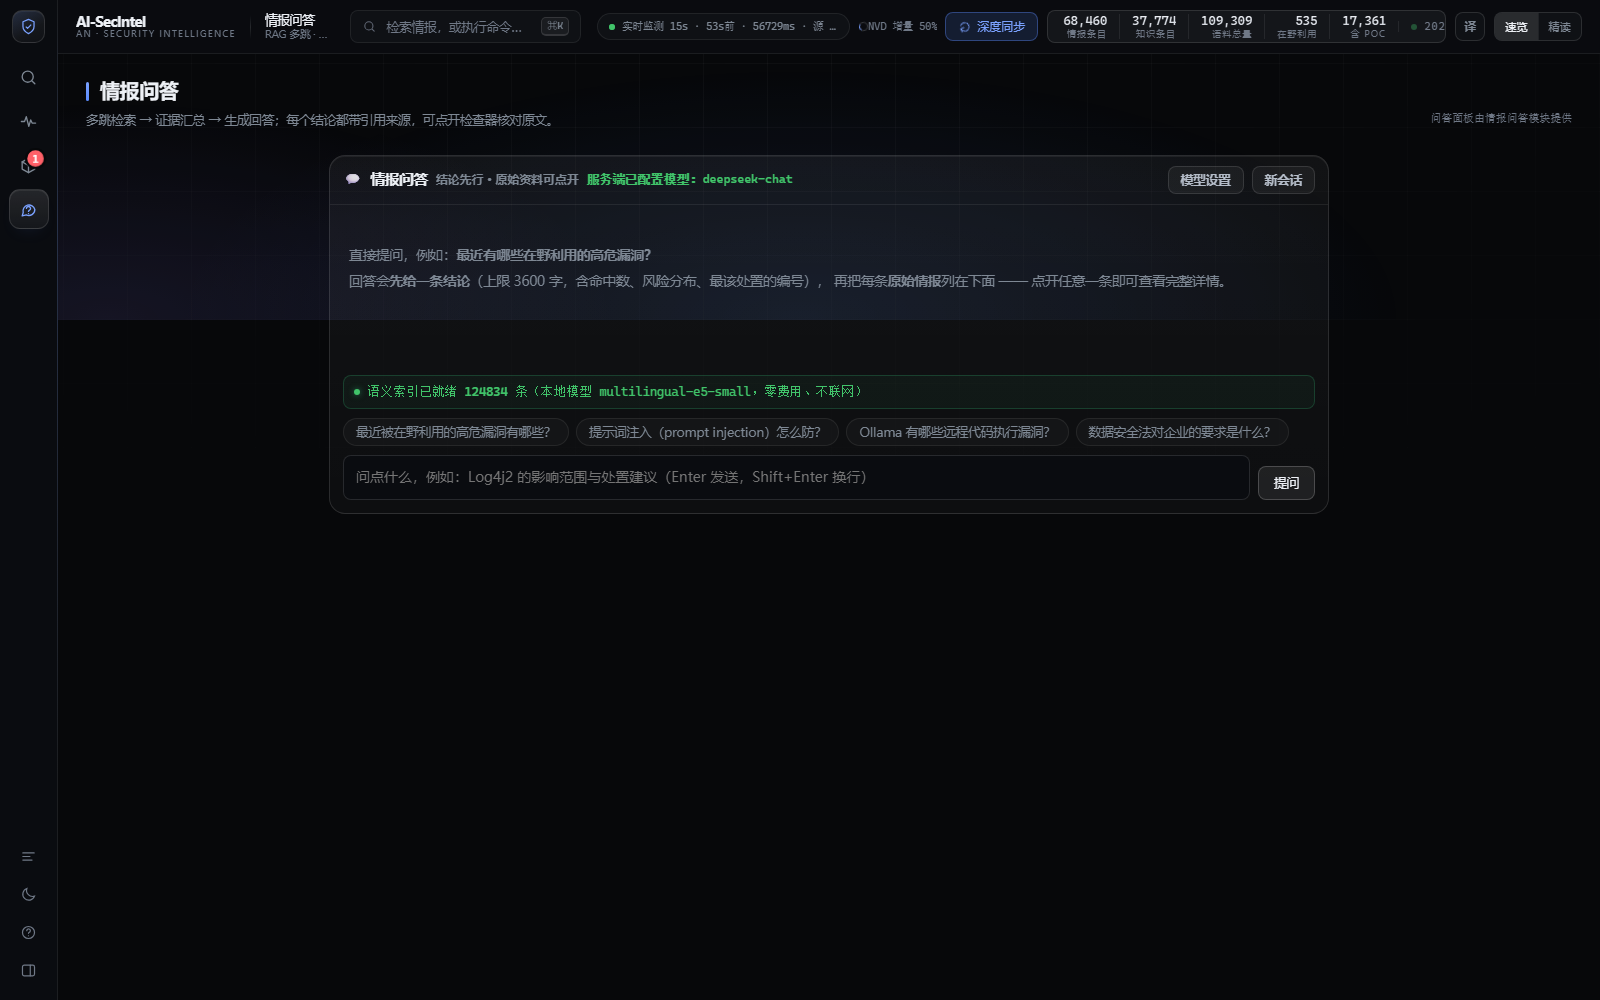 AI-SecIntel
AN · SECURITY INTELLIGENCE
情报问答
RAG 多跳 · ...
检索情报，或执行命令... ⌘K
实时监测 15s · 53s前 · 56729ms · 源 …
NVD 增量 50%
深度同步
68,460 情报条目
37,774 知识条目
109,309 语料总量
535 在野利用
17,361 含 POC
202
译
速览 精读
1
情报问答
多跳检索 → 证据汇总 → 生成回答；每个结论都带引用来源，可点开检查器核对原文。
问答面板由情报问答模块提供
情报问答 结论先行 · 原始资料可点开 服务端已配置模型：deepseek-chat
模型设置 新会话
直接提问，例如：最近有哪些在野利用的高危漏洞？
回答会先给一条结论（上限 3600 字，含命中数、风险分布、最该处置的编号），再把每条原始情报列在下面 —— 点开任意一条即可查看完整详情。
语义索引已就绪 124834 条（本地模型 multilingual-e5-small，零费用、不联网）
最近被在野利用的高危漏洞有哪些？ 提示词注入（prompt injection）怎么防？ Ollama 有哪些远程代码执行漏洞？ 数据安全法对企业的要求是什么？
问点什么，例如：Log4j2 的影响范围与处置建议（Enter 发送，Shift+Enter 换行）
提问